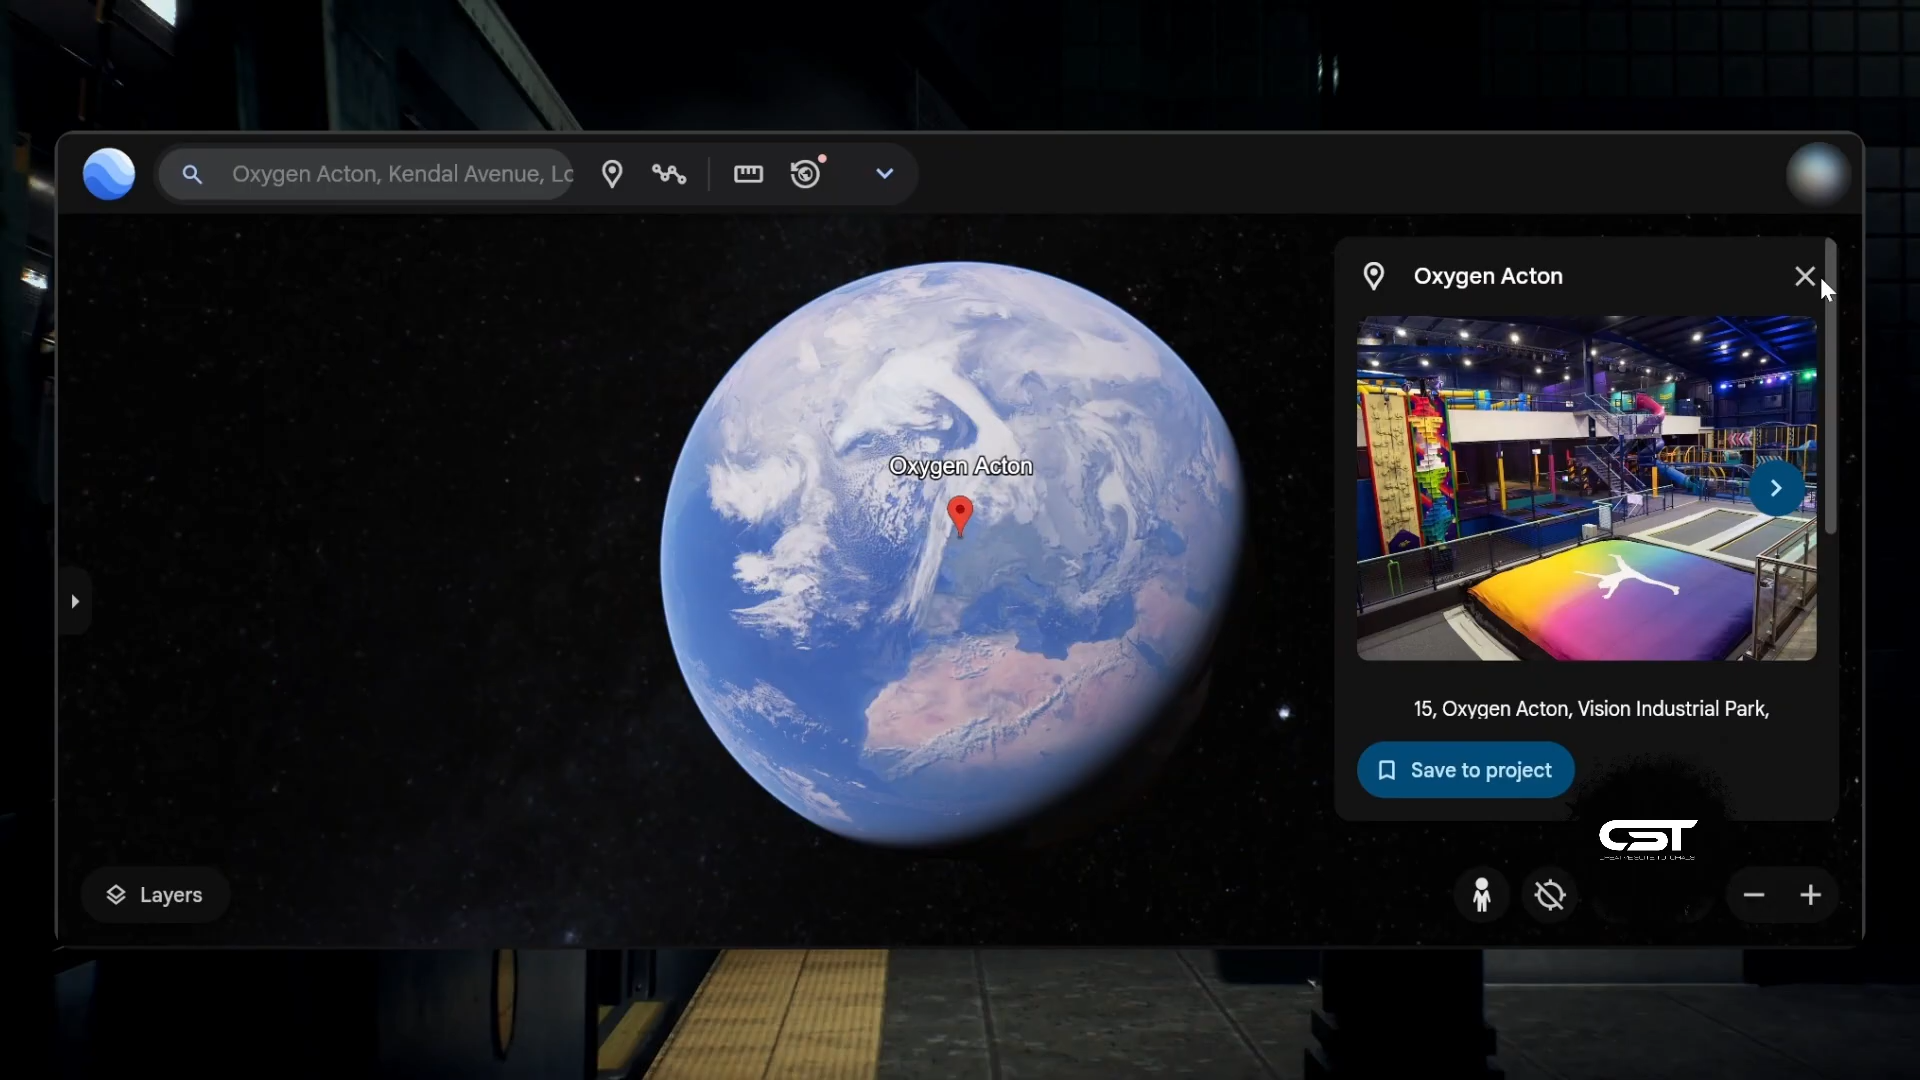 Oxygen Acton, Kendal Avenue, Lo
Oxygen Acton
Oxygen Acton
15, Oxygen Acton, Vision Industrial Park,
Save to project
CST
Layers